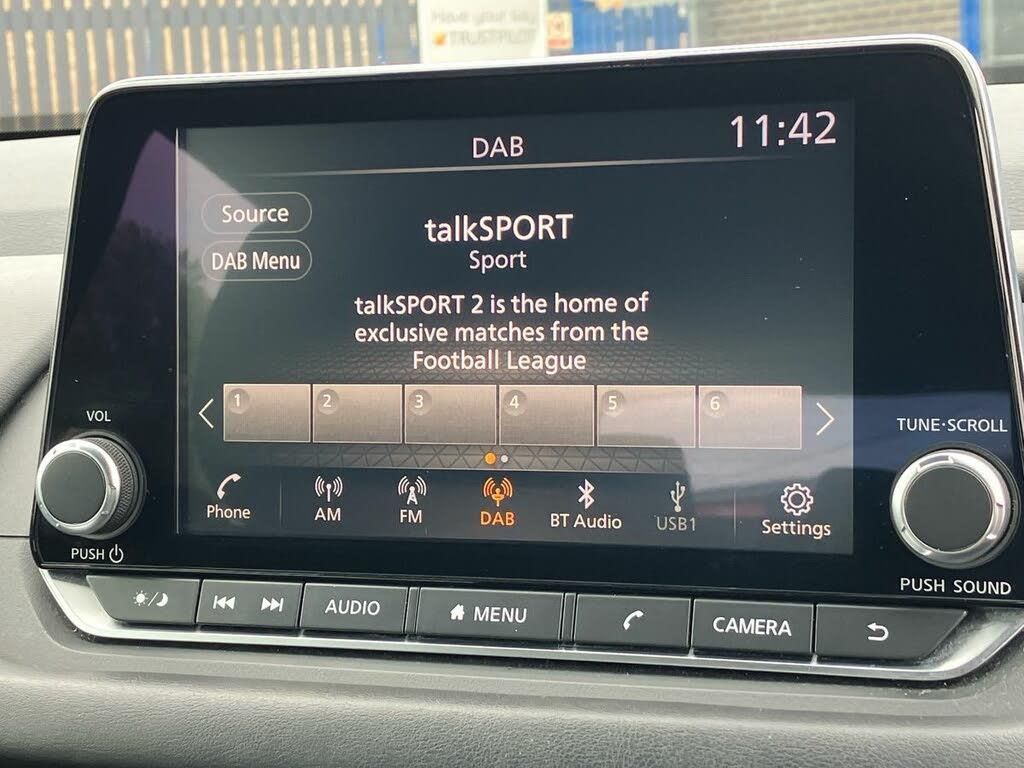 Have your say
TRUSTPILOT
DAB
11:42
Source
DAB Menu
talkSPORT
Sport
talkSPORT 2 is the home of
exclusive matches from the
Football League
1 2 3 4 5 6
VOL
TUNE·SCROLL
Phone
AM
FM
DAB
BT Audio
USB1
Settings
PUSH
PUSH SOUND
AUDIO
MENU
CAMERA